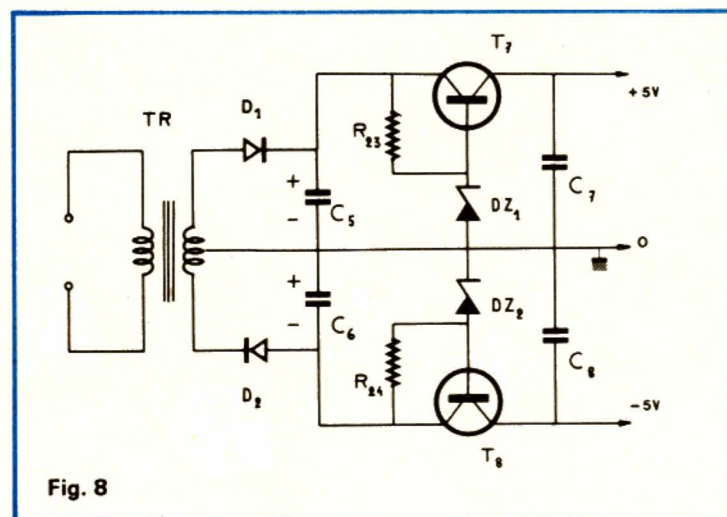 T7
+5V
D1
TR
R23
C7
+
DZ1
-
C5
0
+
DZ2
-
C6
C8
R24
D2
-5V
T8
Fig. 8